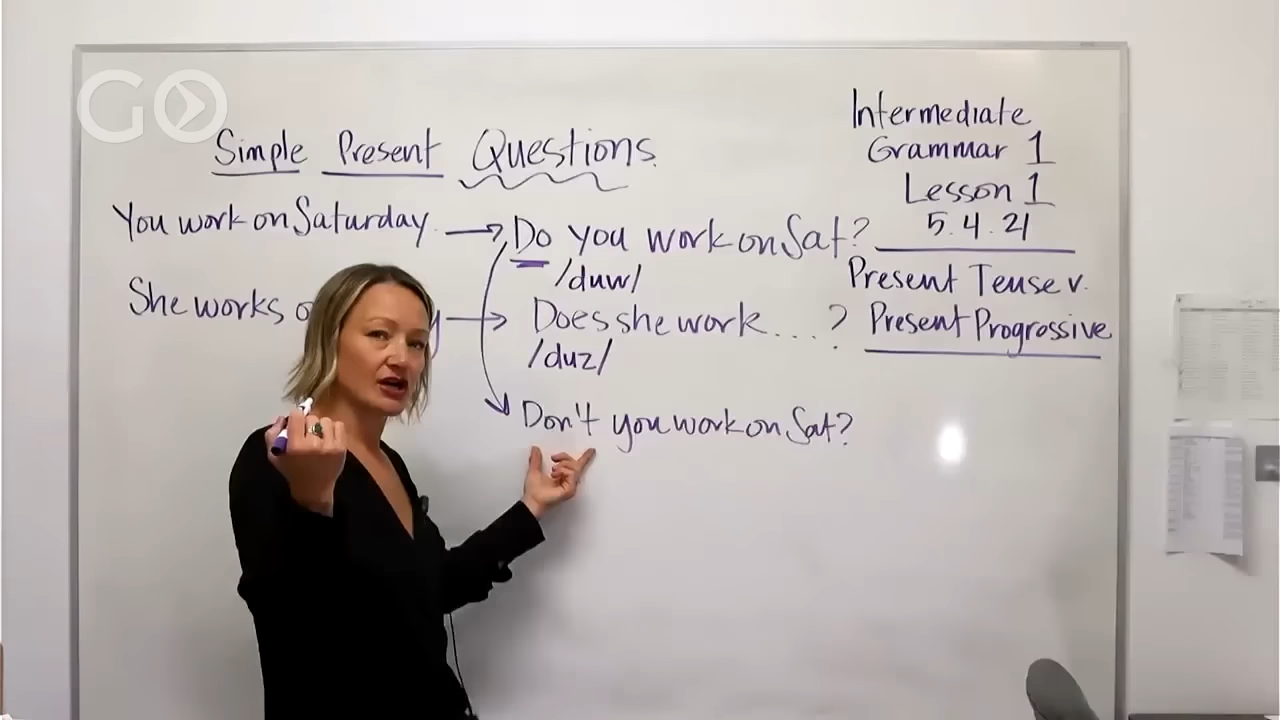 GO
Simple Present Questions.
You work on Saturday. → Do you work on Sat?
/duw/
She works → Does she work....?
/duz/
Don't you work on Sat?
Intermediate
Grammar 1
Lesson 1
5.4.21
Present Tense v.
Present Progressive